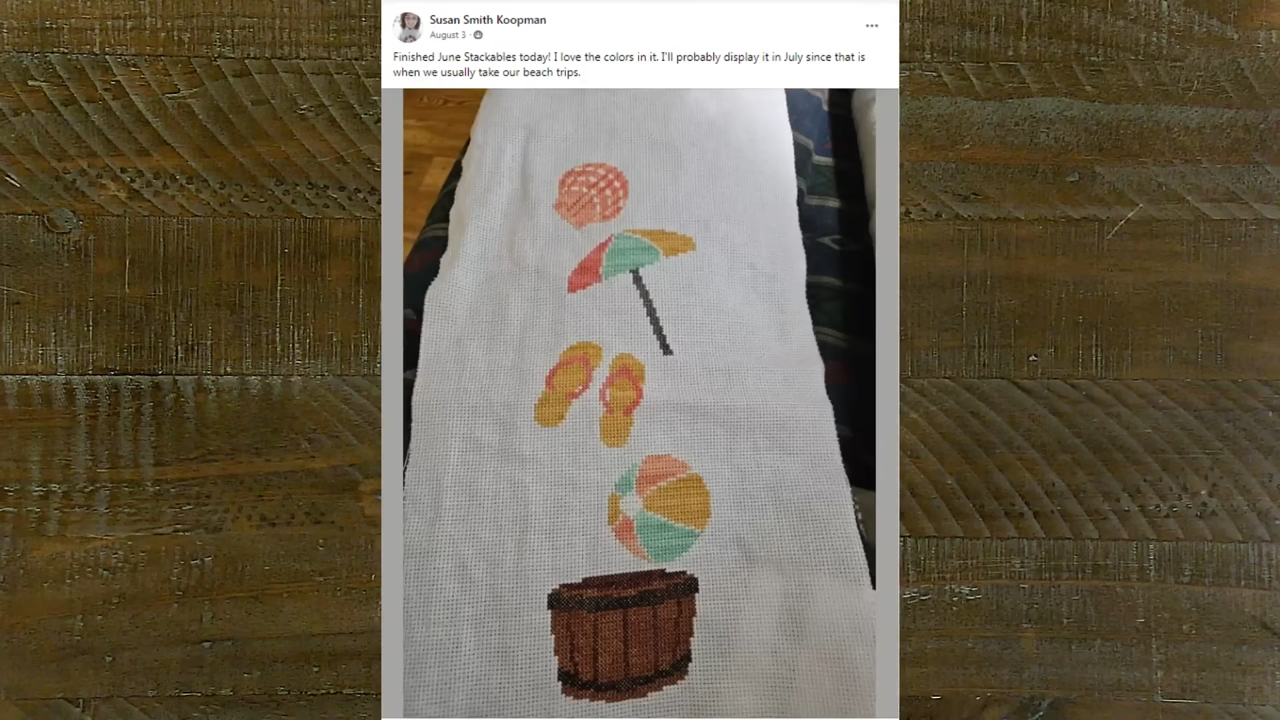 Susan Smith Koopman
August 3 ·
Finished June Stackables today! I love the colors in it. I'll probably display it in July since that is
when we usually take our beach trips.